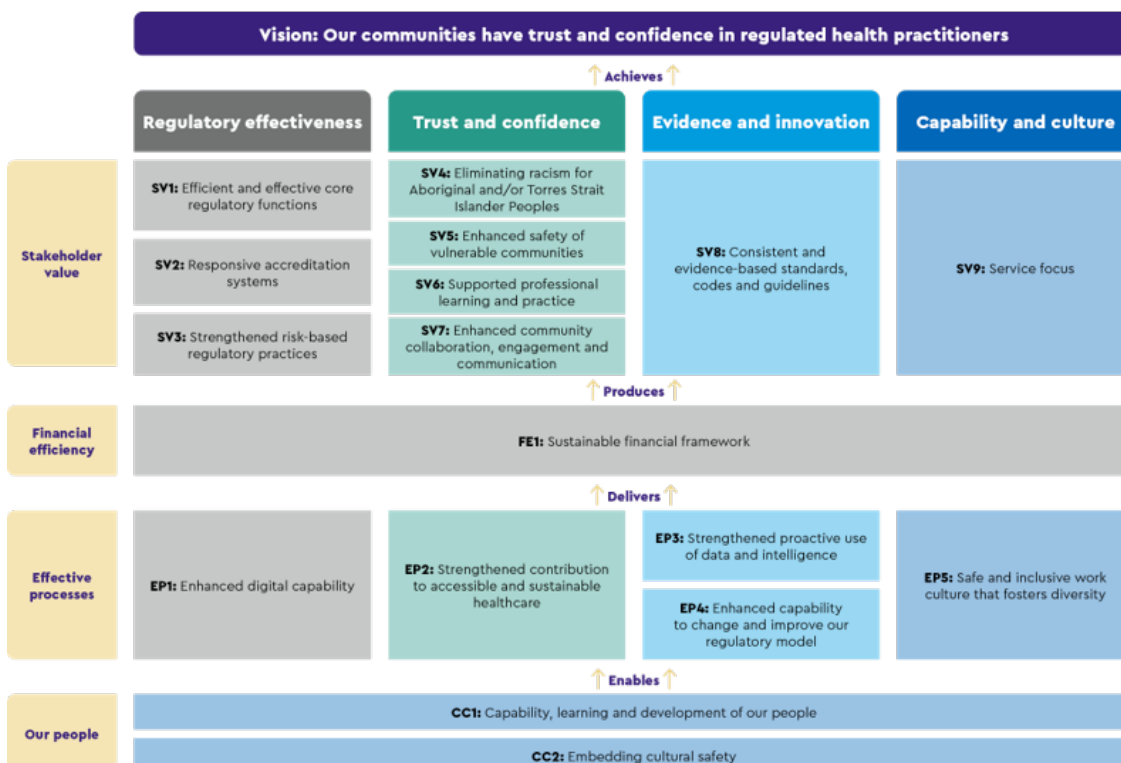 Vision: Our communities have trust and confidence in regulated health practitioners
↑ Achieves ↑
Regulatory effectiveness
Trust and confidence
Evidence and innovation
Capability and culture
Stakeholder
value
SV1: Efficient and effective core
regulatory functions
SV2: Responsive accreditation
systems
SV3: Strengthened risk-based
regulatory practices
SV4: Eliminating racism for
Aboriginal and/or Torres Strait
Islander Peoples
SV5: Enhanced safety of
vulnerable communities
SV6: Supported professional
learning and practice
SV7: Enhanced community
collaboration, engagement and
communication
SV8: Consistent and
evidence-based standards,
codes and guidelines
SV9: Service focus
↑ Produces ↑
Financial
efficiency
FE1: Sustainable financial framework
↑ Delivers ↑
Effective
processes
EP1: Enhanced digital capability
EP2: Strengthened contribution
to accessible and sustainable
healthcare
EP3: Strengthened proactive use
of data and intelligence
EP4: Enhanced capability
to change and improve our
regulatory model
EP5: Safe and inclusive work
culture that fosters diversity
↑ Enables ↑
Our people
CC1: Capability, learning and development of our people
CC2: Embedding cultural safety